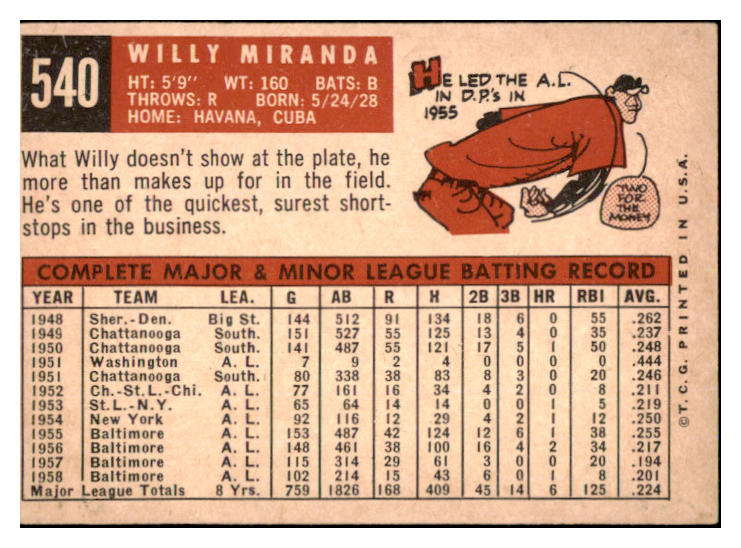 540
WILLY MIRANDA
HT: 5'9" WT: 160 BATS: B
THROWS: R BORN: 5/24/28
HOME: HAVANA, CUBA
HE LED THE A.L.
IN D.P.'s IN
1955
TWO
FOR
THE
MONEY
What Willy doesn't show at the plate, he
more than makes up for in the field.
He's one of the quickest, surest short-
stops in the business.
COMPLETE MAJOR & MINOR LEAGUE BATTING RECORD
YEAR TEAM LEA. G AB R H 2B 3B HR RBI AVG.
1948 Sher.-Den. Big St. 144 512 91 134 18 6 0 55 .262
1949 Chattanooga South. 151 527 55 125 13 4 0 35 .237
1950 Chattanooga South. 141 487 55 121 17 5 1 50 .248
1951 Washington A. L. 7 9 2 4 0 0 0 0 .444
1951 Chattanooga South. 80 338 38 83 8 3 0 20 .246
1952 Ch.-St.L.-Chi. A. L. 77 161 16 34 4 2 0 8 .211
1953 St.L.-N.Y. A. L. 65 64 14 14 0 0 1 5 .219
1954 New York A. L. 92 116 12 29 4 2 1 12 .250
1955 Baltimore A. L. 153 487 42 124 12 6 1 38 .255
1956 Baltimore A. L. 148 461 38 100 16 4 2 34 .217
1957 Baltimore A. L. 115 314 29 61 3 0 0 20 .194
1958 Baltimore A. L. 102 214 15 43 6 0 1 8 .201
Major League Totals 8 Yrs. 759 1826 168 409 45 14 6 125 .224
©T.C.G. PRINTED IN U.S.A.